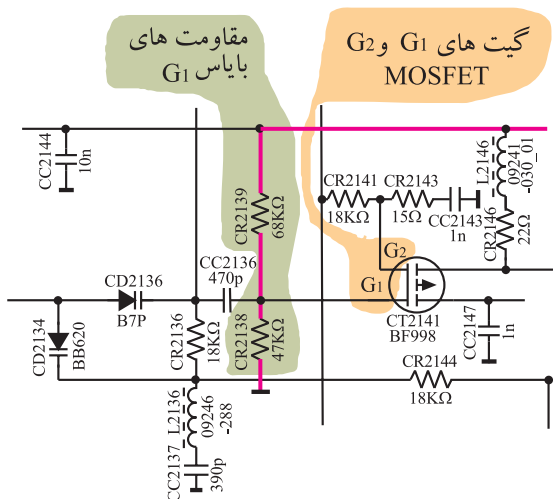 مقاومت های
بایاس G1
گیت های G1 و G2
MOSFET
CC2144
10n
CR2139
68KΩ
CR2141
18KΩ
CR2143
15Ω
CC2143
1n
L2146
09241
-030_01
CR2146
22Ω
G2
G1
CD2136
B7P
CC2136
470p
CD2134
BB620
CR2136
18KΩ
CR2138
47KΩ
CT2141
BF998
CC2147
1n
CR2144
18KΩ
L2136
09246
-288
CC2137
390p